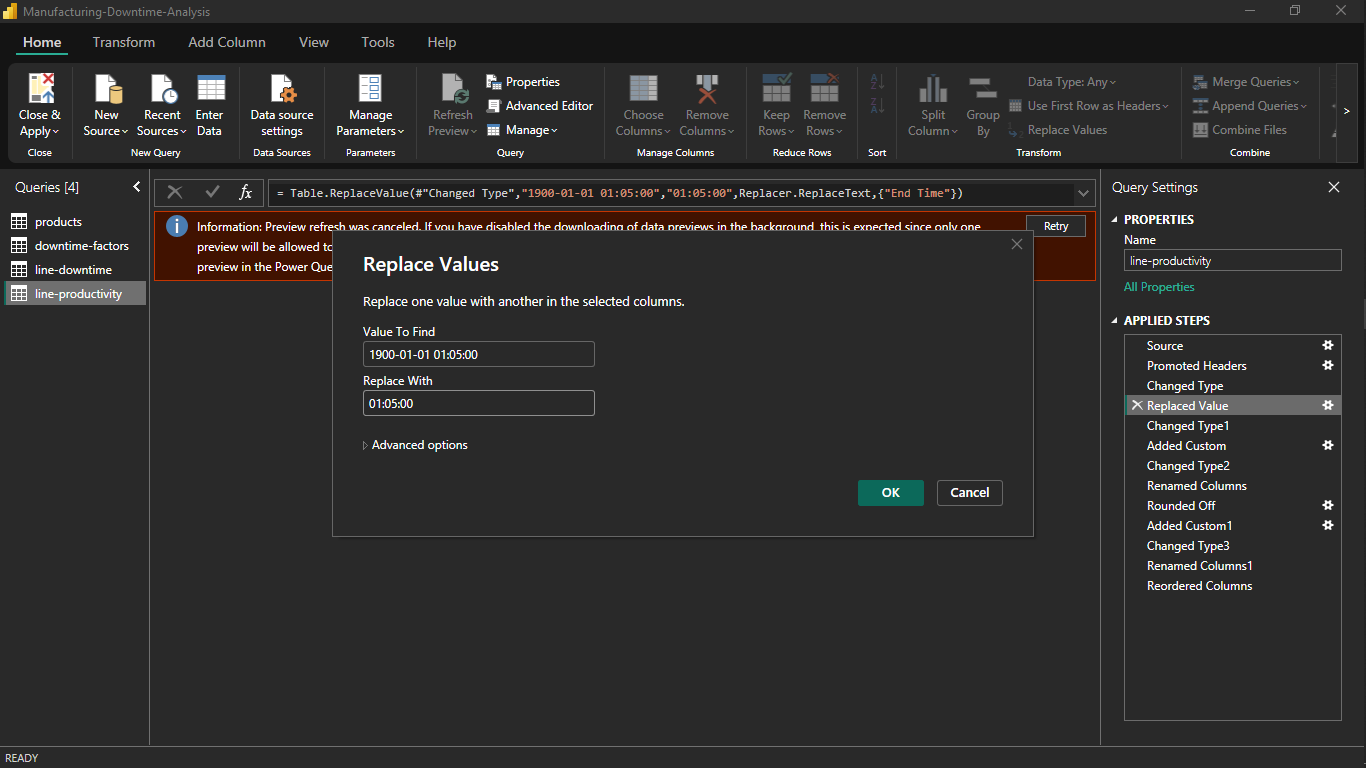 Manufacturing-Downtime-Analysis
Home Transform Add Column View Tools Help
Close & Apply
New Source
Recent Sources
Enter Data
Data source settings
Manage Parameters
Refresh Preview
Properties
Advanced Editor
Manage
Choose Columns
Remove Columns
Keep Rows
Remove Rows
Split Column
Group By
Data Type: Any
Use First Row as Headers
Replace Values
Merge Queries
Append Queries
Combine Files
Close
New Query
Data Sources
Parameters
Query
Manage Columns
Reduce Rows
Sort
Transform
Combine
Queries [4]
products
downtime-factors
line-downtime
line-productivity
fx
= Table.ReplaceValue(#"Changed Type","1900-01-01 01:05:00","01:05:00",Replacer.ReplaceText,{"End Time"})
Information: Preview refresh was canceled. If you have disabled the downloading of data previews in the background, this is expected since only one
preview will be allowed to
preview in the Power Que
Retry
Replace Values
Replace one value with another in the selected columns.
Value To Find
1900-01-01 01:05:00
Replace With
01:05:00
Advanced options
OK
Cancel
Query Settings
PROPERTIES
Name
line-productivity
All Properties
APPLIED STEPS
Source
Promoted Headers
Changed Type
Replaced Value
Changed Type1
Added Custom
Changed Type2
Renamed Columns
Rounded Off
Added Custom1
Changed Type3
Renamed Columns1
Reordered Columns
READY